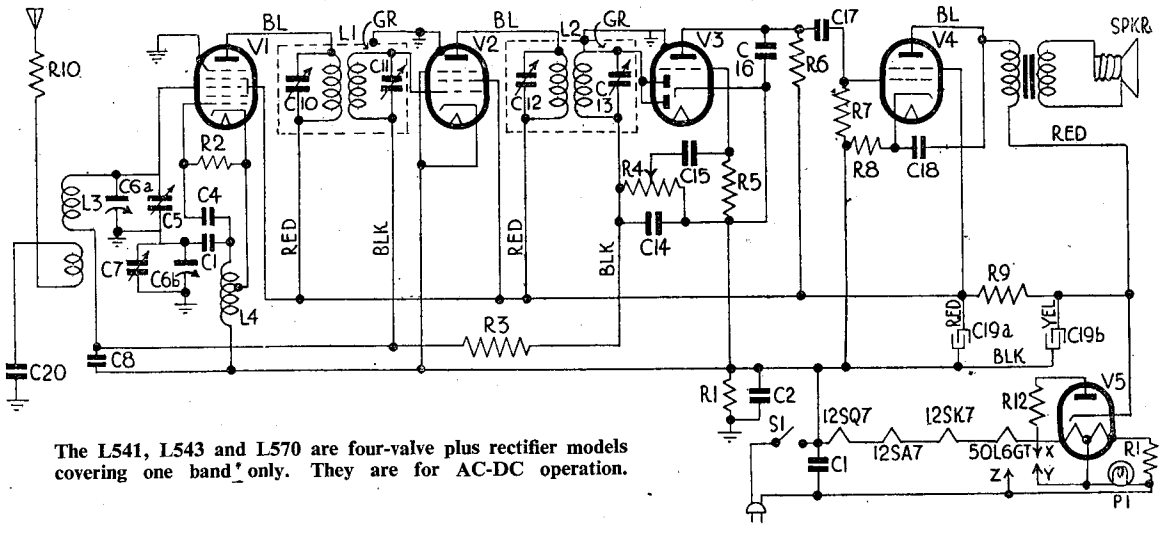 BL
L1
GR
BL
L2
GR
C17
BL
SPKR
V1
V2
V3
V4
R10
C10
C11
C12
C13
C16
R6
R7
R2
R8
C18
RED
C15
R4
R5
L3
C6a
C5
C4
C1
C14
RED
BLK
RED
BLK
C7
C6b
L4
R9
RED
YEL
C19a
C19b
R3
BLK
C8
C20
R1
C2
V5
R12
S1
12SQ7
12SK7
12SA7
50L6GT
X
Y
Z
C1
R1
P1
The L541, L543 and L570 are four-valve plus rectifier models
covering one band only. They are for AC-DC operation.